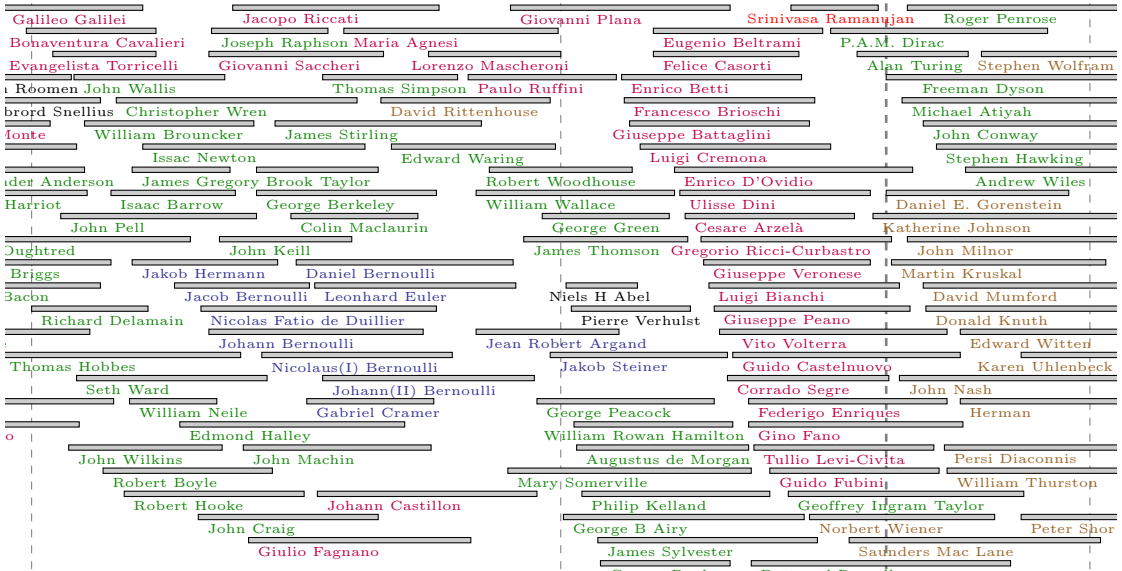 Galileo Galilei Jacopo Riccati Giovanni Plana Srinivasa Ramanujan Roger Penrose
Bonaventura Cavalieri Joseph Raphson Maria Agnesi Eugenio Beltrami P.A.M. Dirac
Evangelista Torricelli Giovanni Saccheri Lorenzo Mascheroni Felice Casorti Alan Turing Stephen Wolfram
Roomen John Wallis Thomas Simpson Paulo Ruffini Enrico Betti Freeman Dyson
brord Snellius Christopher Wren David Rittenhouse Francesco Brioschi Michael Atiyah
Monte William Brouncker James Stirling Giuseppe Battaglini John Conway
Issac Newton Edward Waring Luigi Cremona Stephen Hawking
nder Anderson James Gregory Brook Taylor Robert Woodhouse Enrico D'Ovidio Andrew Wiles
Harriot Isaac Barrow George Berkeley William Wallace Ulisse Dini Daniel E. Gorenstein
John Pell Colin Maclaurin George Green Cesare Arzelà Katherine Johnson
Oughtred John Keill James Thomson Gregorio Ricci-Curbastro John Milnor
Briggs Jakob Hermann Daniel Bernoulli Giuseppe Veronese Martin Kruskal
Bacon Jacob Bernoulli Leonhard Euler Niels H Abel Luigi Bianchi David Mumford
Richard Delamain Nicolas Fatio de Duillier Pierre Verhulst Giuseppe Peano Donald Knuth
Johann Bernoulli Jean Robert Argand Vito Volterra Edward Witten
Thomas Hobbes Nicolaus(I) Bernoulli Jakob Steiner Guido Castelnuovo Karen Uhlenbeck
Seth Ward Johann(II) Bernoulli Corrado Segre John Nash
William Neile Gabriel Cramer George Peacock Federigo Enriques Herman
o Edmond Halley William Rowan Hamilton Gino Fano
John Wilkins John Machin Augustus de Morgan Tullio Levi-Civita Persi Diaconnis
Robert Boyle Mary Somerville Guido Fubini William Thurston
Robert Hooke Johann Castillon Philip Kelland Geoffrey Ingram Taylor
John Craig George B Airy Norbert Wiener Peter Shor
Giulio Fagnano James Sylvester Saunders Mac Lane